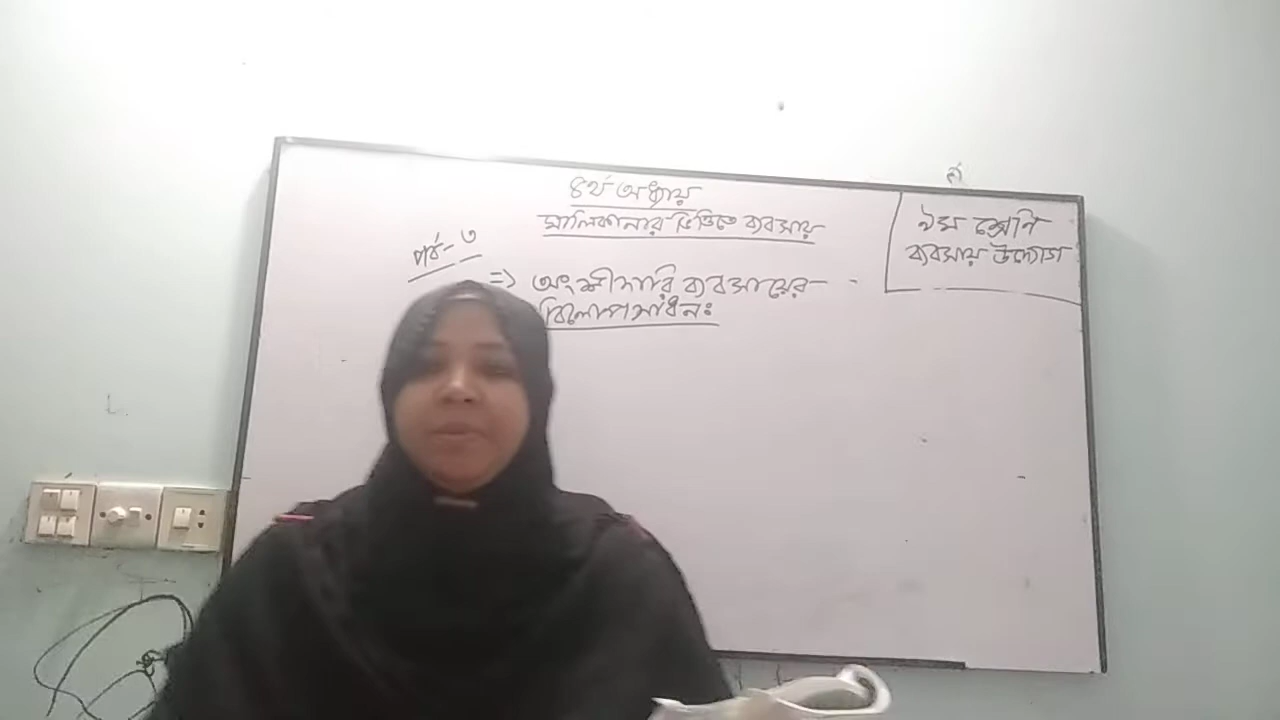 ৪র্থ অধ্যায়
মালিকানার ভিত্তিতে ব্যবসায়
পর্ব- ৩
=> অংশীদারি ব্যবসায়ের-
বিলোপসাধনঃ
৯ম শ্রেণি
ব্যবসায় উদ্যোগ